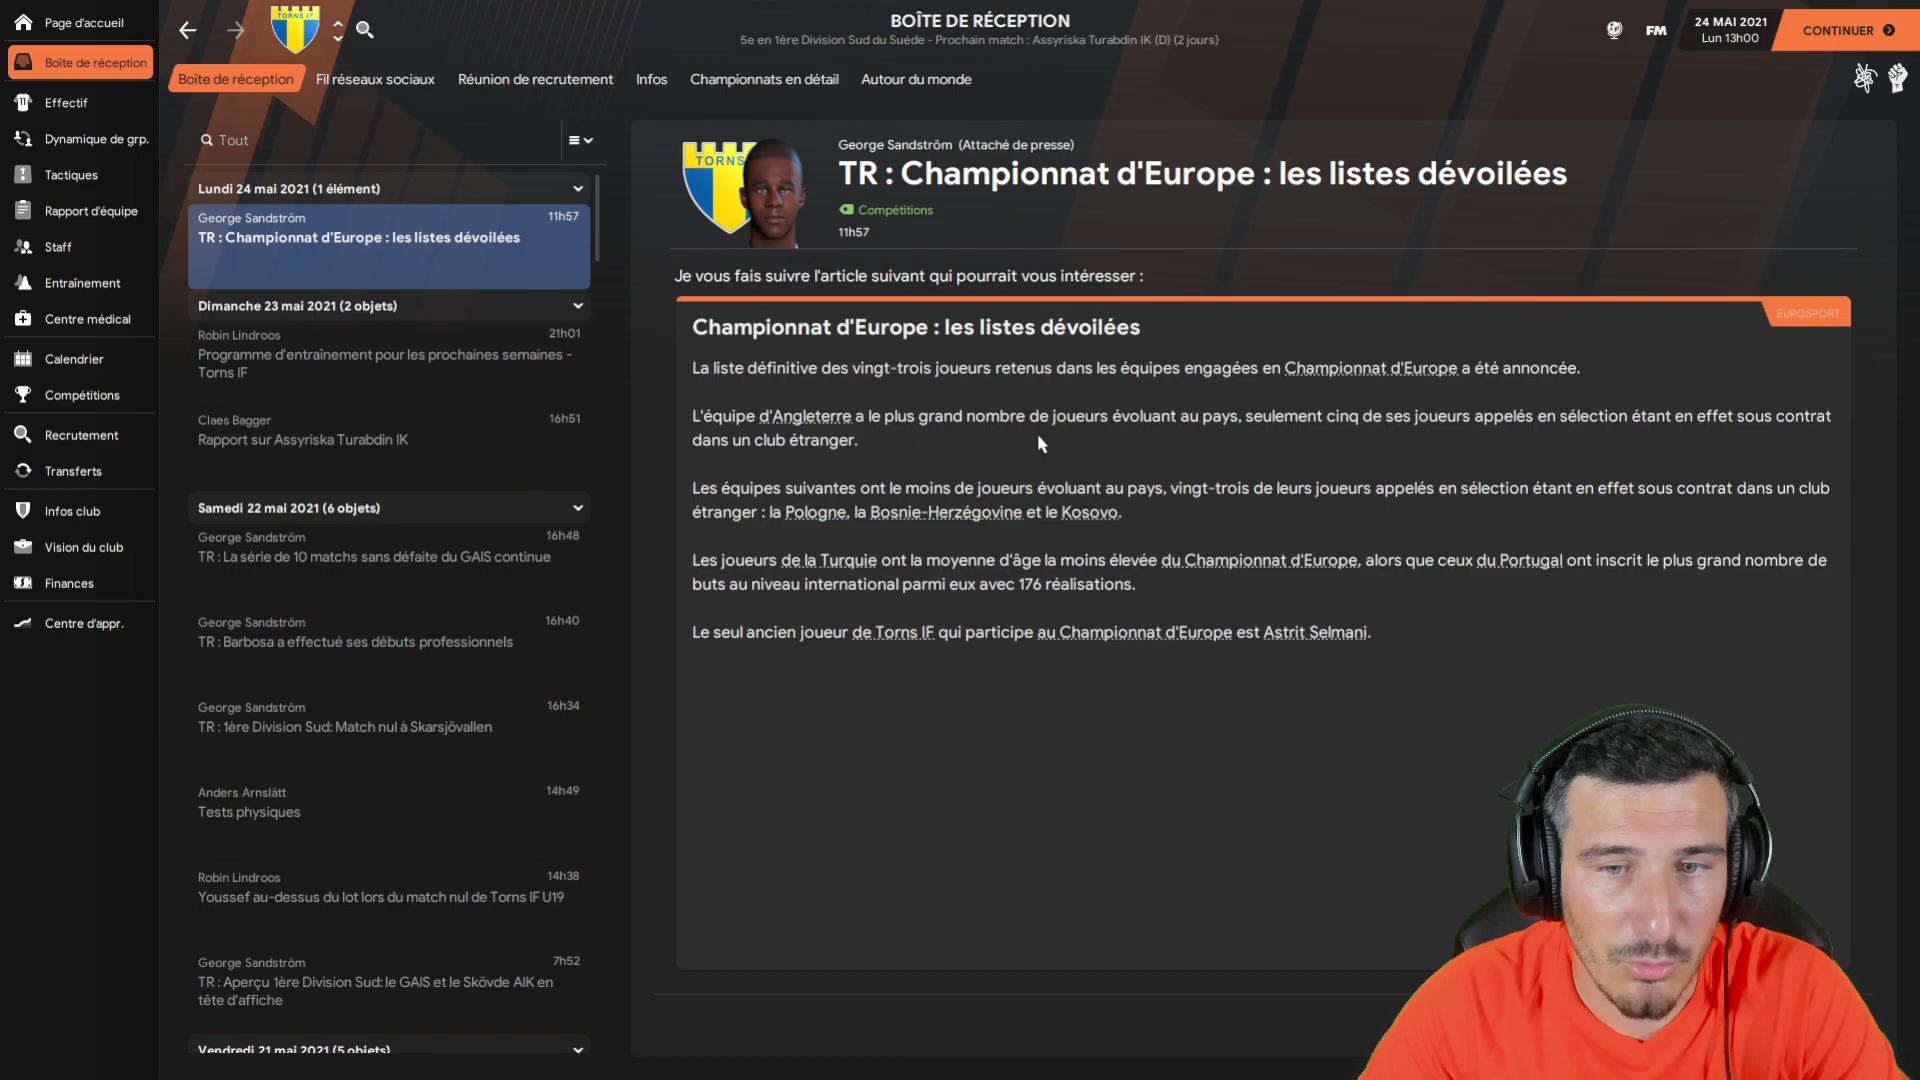 Page d'accueil
Boîte de réception
Effectif
Dynamique de grp.
Tactiques
Rapport d'équipe
Staff
Entraînement
Centre médical
Calendrier
Compétitions
Recrutement
Transferts
Infos club
Vision du club
Finances
Centre d'appr.
TORNS IF
BOÎTE DE RÉCEPTION
5e en 1ère Division Sud du Suéde - Prochain match : Assyriska Turabdin IK (D) (2 jours)
FM
24 MAI 2021
Lun 13h00
CONTINUER
Boîte de réception
Fil réseaux sociaux
Réunion de recrutement
Infos
Championnats en détail
Autour du monde
Tout
Lundi 24 mai 2021 (1 élément)
George Sandström 11h57
TR : Championnat d'Europe : les listes dévoilées
Dimanche 23 mai 2021 (2 objets)
Robin Lindroos 21h01
Programme d'entraînement pour les prochaines semaines -
Torns IF
Claes Bagger 16h51
Rapport sur Assyriska Turabdin IK
Samedi 22 mai 2021 (6 objets)
George Sandström 16h48
TR : La série de 10 matchs sans défaite du GAIS continue
George Sandström 16h40
TR : Barbosa a effectué ses débuts professionnels
George Sandström 16h34
TR : 1ère Division Sud: Match nul à Skarsjövallen
Anders Arnslätt 14h49
Tests physiques
Robin Lindroos 14h38
Youssef au-dessus du lot lors du match nul de Torns IF U19
George Sandström 7h52
TR : Aperçu 1ère Division Sud: le GAIS et le Skövde AIK en
tête d'affiche
Vendredi 21 mai 2021 (5 objets)
TORNS
George Sandström (Attaché de presse)
TR : Championnat d'Europe : les listes dévoilées
Compétitions
11h57
Je vous fais suivre l'article suivant qui pourrait vous intéresser :
EUROSPORT
Championnat d'Europe : les listes dévoilées
La liste définitive des vingt-trois joueurs retenus dans les équipes engagées en Championnat d'Europe a été annoncée.
L'équipe d'Angleterre a le plus grand nombre de joueurs évoluant au pays, seulement cinq de ses joueurs appelés en sélection étant en effet sous contrat
dans un club étranger.
Les équipes suivantes ont le moins de joueurs évoluant au pays, vingt-trois de leurs joueurs appelés en sélection étant en effet sous contrat dans un club
étranger : la Pologne, la Bosnie-Herzégovine et le Kosovo.
Les joueurs de la Turquie ont la moyenne d'âge la moins élevée du Championnat d'Europe, alors que ceux du Portugal ont inscrit le plus grand nombre de
buts au niveau international parmi eux avec 176 réalisations.
Le seul ancien joueur de Torns IF qui participe au Championnat d'Europe est Astrit Selmani.